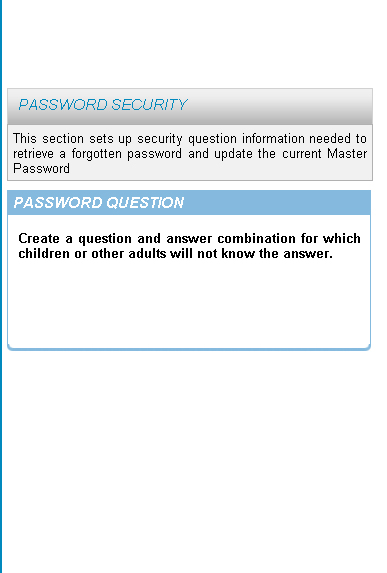 PASSWORD SECURITY
This section sets up security question information needed to
retrieve a forgotten password and update the current Master
Password
PASSWORD QUESTION
Create a question and answer combination for which
children or other adults will not know the answer.